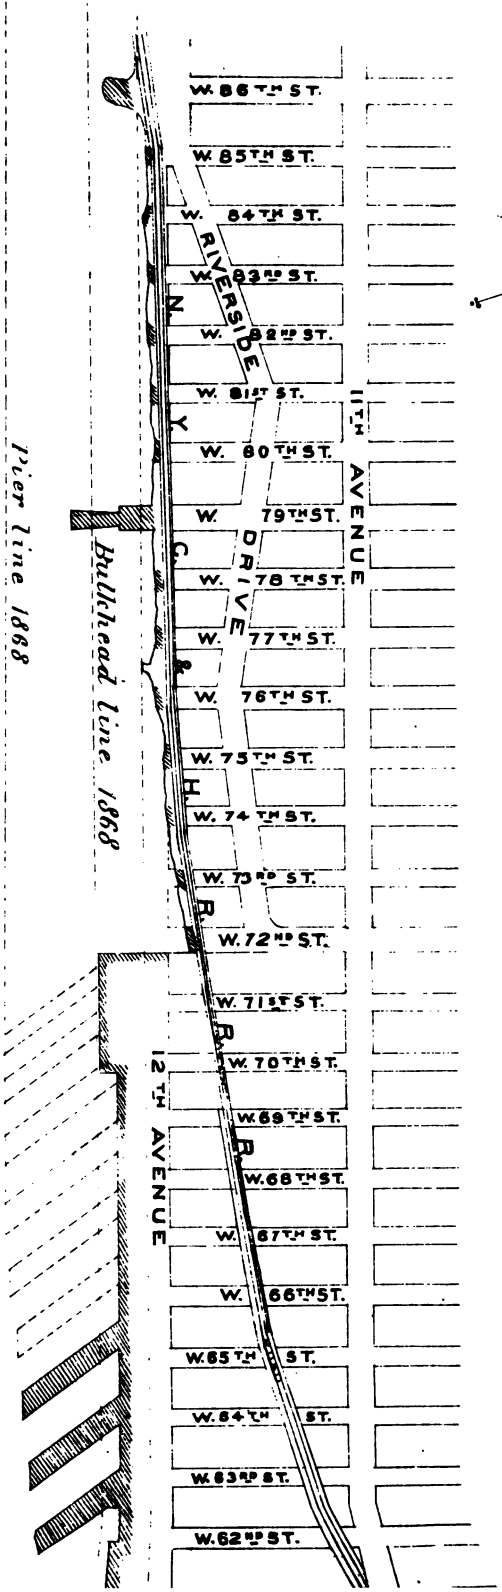 W. 86TH ST.
W. 85TH ST.
W. 84TH ST.
W. 83RD ST.
W. 82ND ST.
W. 81ST ST.
W. 80TH ST.
W. 79TH ST.
W. 78TH ST.
W. 77TH ST.
W. 76TH ST.
W. 75TH ST.
W. 74TH ST.
W. 73RD ST.
W. 72ND ST.
W. 71ST ST.
W. 70TH ST.
W. 69TH ST.
W. 68TH ST.
W. 67TH ST.
W. 66TH ST.
W. 65TH ST.
W. 64TH ST.
W. 63RD ST.
W. 62ND ST.
RIVERSIDE DRIVE
11TH AVENUE
12TH AVENUE
N. Y. C. & H. R. R. R.
Pier line 1868
Bulkhead line 1868